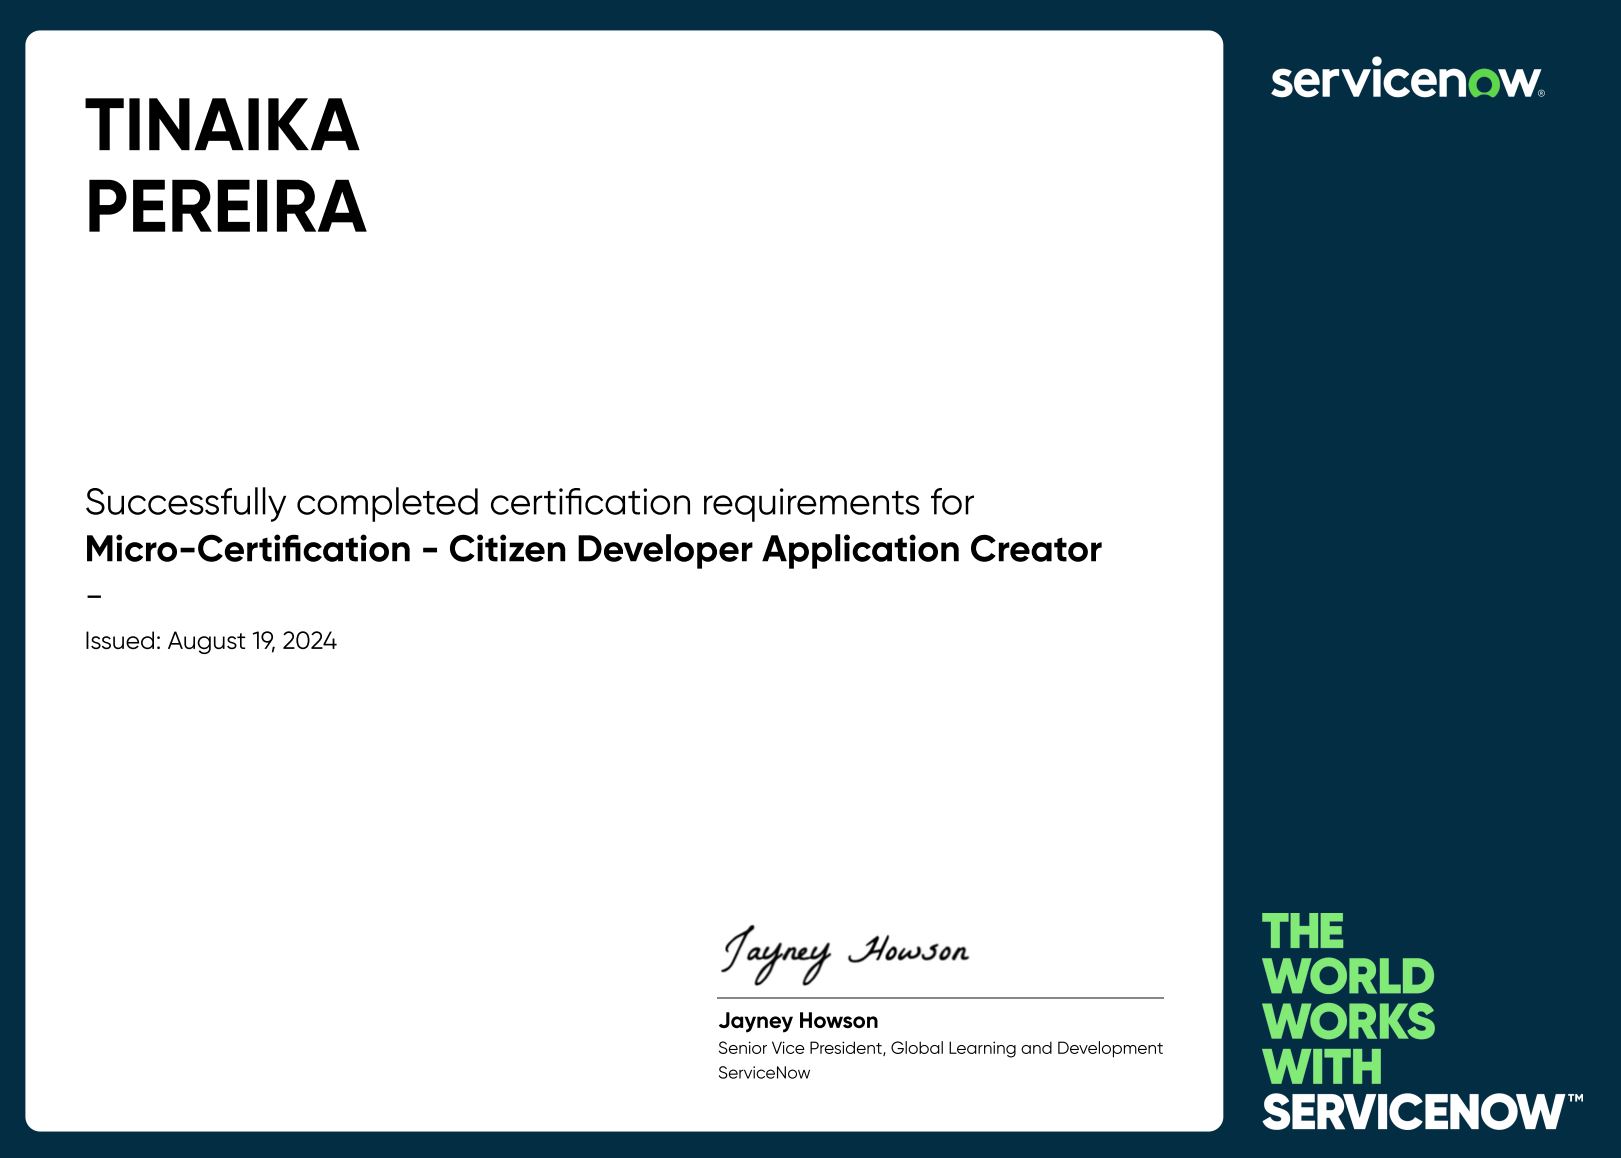 TINAIKA
PEREIRA
Successfully completed certification requirements for
Micro-Certification - Citizen Developer Application Creator
-
Issued: August 19, 2024
Jayney Howson
Jayney Howson
Senior Vice President, Global Learning and Development
ServiceNow
servicenow®
THE
WORLD
WORKS
WITH
SERVICENOW™